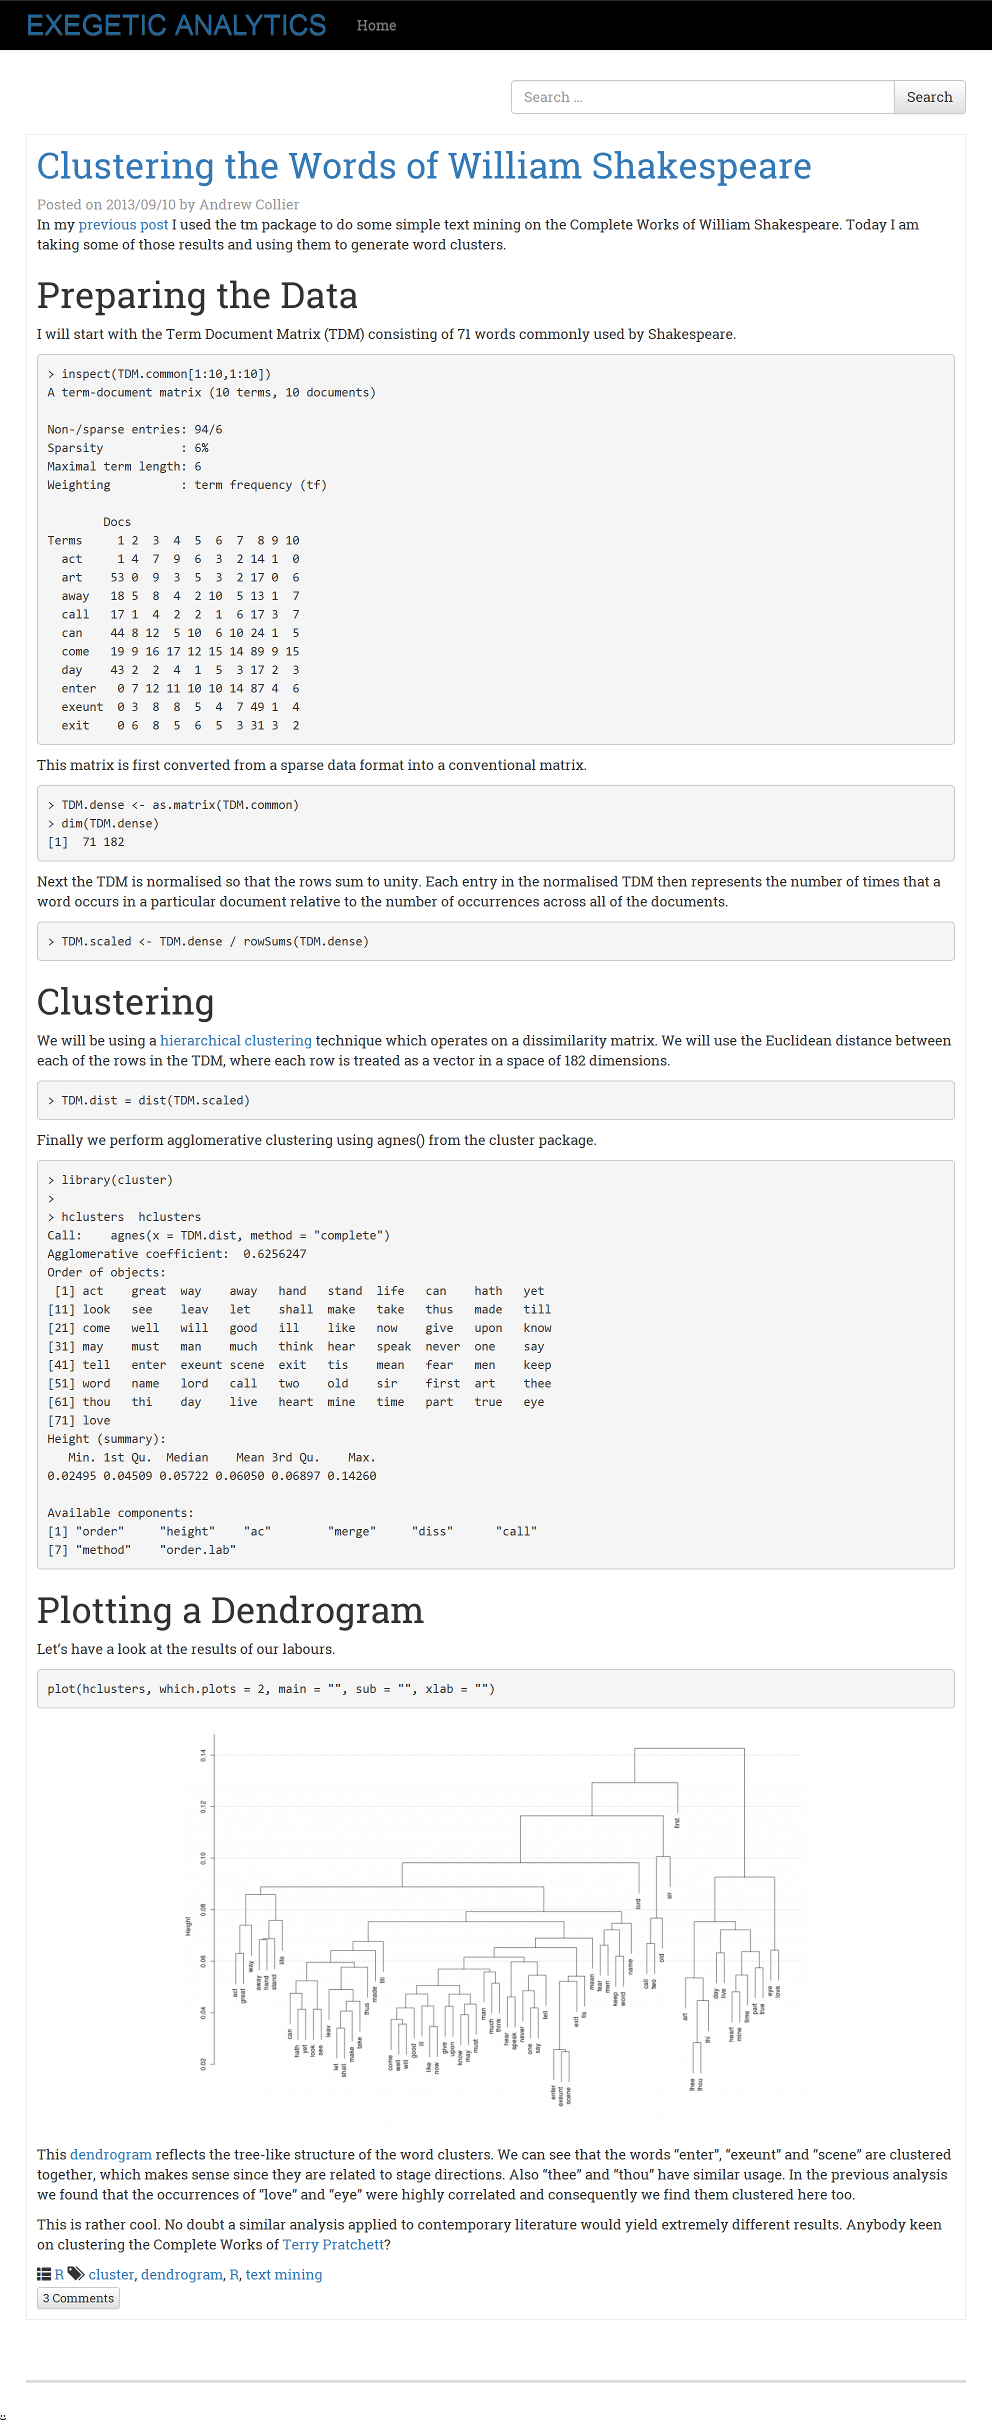 EXEGETIC ANALYTICS Home
Search ... Search
Clustering the Words of William Shakespeare
Posted on 2013/09/10 by Andrew Collier
In my previous post I used the tm package to do some simple text mining on the Complete Works of William Shakespeare. Today I am
taking some of those results and using them to generate word clusters.
Preparing the Data
I will start with the Term Document Matrix (TDM) consisting of 71 words commonly used by Shakespeare.
> inspect(TDM.common[1:10,1:10])
A term-document matrix (10 terms, 10 documents)
Non-/sparse entries: 94/6
Sparsity           : 6%
Maximal term length: 6
Weighting          : term frequency (tf)
        Docs
Terms     1 2  3  4  5  6  7  8 9 10
  act     1 4  7  9  6  3  2 14 1  0
  art    53 0  9  3  5  3  2 17 0  6
  away   18 5  8  4  2 10  5 13 1  7
  call   17 1  4  2  2  1  6 17 3  7
  can    44 8 12  5 10  6 10 24 1  5
  come   19 9 16 17 12 15 14 89 9 15
  day    43 2  2  4  1  5  3 17 2  3
  enter   0 7 12 11 10 10 14 87 4  6
  exeunt  0 3  8  8  5  4  7 49 1  4
  exit    0 6  8  5  6  5  3 31 3  2
This matrix is first converted from a sparse data format into a conventional matrix.
> TDM.dense <- as.matrix(TDM.common)
> dim(TDM.dense)
[1]  71 182
Next the TDM is normalised so that the rows sum to unity. Each entry in the normalised TDM then represents the number of times that a
word occurs in a particular document relative to the number of occurrences across all of the documents.
> TDM.scaled <- TDM.dense / rowSums(TDM.dense)
Clustering
We will be using a hierarchical clustering technique which operates on a dissimilarity matrix. We will use the Euclidean distance between
each of the rows in the TDM, where each row is treated as a vector in a space of 182 dimensions.
> TDM.dist = dist(TDM.scaled)
Finally we perform agglomerative clustering using agnes() from the cluster package.
> library(cluster)
>
> hclusters  hclusters
Call:    agnes(x = TDM.dist, method = "complete")
Agglomerative coefficient:  0.6256247
Order of objects:
 [1] act    great  way    away   hand   stand  life   can    hath   yet
[11] look   see    leav   let    shall  make   take   thus   made   till
[21] come   well   will   good   ill    like   now    give   upon   know
[31] may    must   man    much   think  hear   speak  never  one    say
[41] tell   enter  exeunt scene  exit   tis    mean   fear   men    keep
[51] word   name   lord   call   two    old    sir    first  art    thee
[61] thou   thi    day    live   heart  mine   time   part   true   eye
[71] love
Height (summary):
   Min. 1st Qu.  Median    Mean 3rd Qu.    Max.
0.02495 0.04509 0.05722 0.06050 0.06897 0.14260
Available components:
[1] "order"     "height"    "ac"        "merge"     "diss"      "call"
[7] "method"    "order.lab"
Plotting a Dendrogram
Let's have a look at the results of our labours.
plot(hclusters, which.plots = 2, main = "", sub = "", xlab = "")
Height
0.14
0.12
0.10
0.08
0.06
0.04
0.02
act
great
way
away
hand
stand
life
can
hath
yet
look
see
leav
let
shall
make
take
thus
made
till
come
well
will
good
ill
like
now
give
upon
know
may
must
man
much
think
hear
speak
never
one
say
tell
enter
exeunt
scene
exit
tis
mean
fear
men
keep
word
name
lord
call
two
old
sir
first
art
thee
thou
thi
day
live
heart
mine
time
part
true
eye
love
This dendrogram reflects the tree-like structure of the word clusters. We can see that the words “enter”, “exeunt” and “scene” are clustered
together, which makes sense since they are related to stage directions. Also “thee” and “thou” have similar usage. In the previous analysis
we found that the occurrences of “love” and “eye” were highly correlated and consequently we find them clustered here too.
This is rather cool. No doubt a similar analysis applied to contemporary literature would yield extremely different results. Anybody keen
on clustering the Complete Works of Terry Pratchett?
R cluster, dendrogram, R, text mining
3 Comments